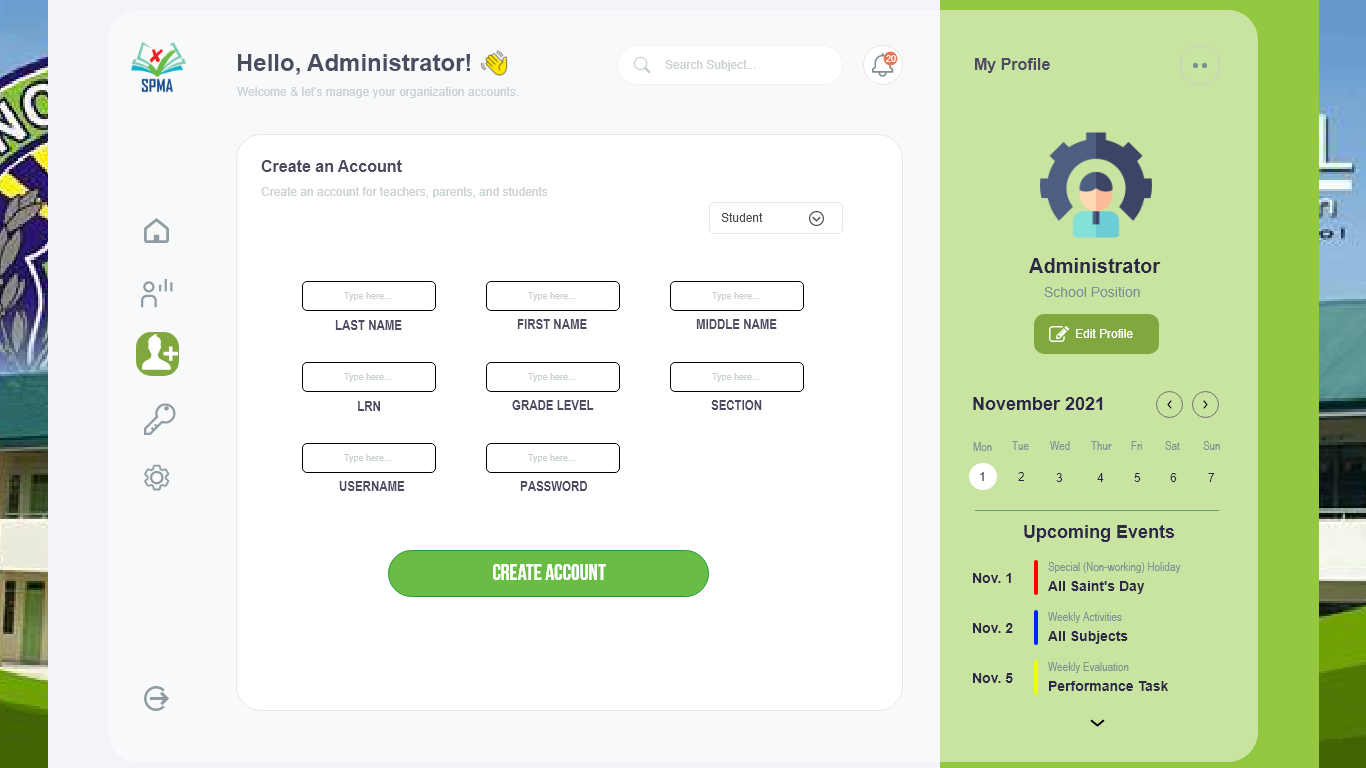 SPMA
Hello, Administrator!
Welcome & let's manage your organization accounts.
Search Subject...
20
Create an Account
Create an account for teachers, parents, and students
Student
Type here...
Type here...
Type here...
LAST NAME
FIRST NAME
MIDDLE NAME
Type here...
Type here...
Type here...
LRN
GRADE LEVEL
SECTION
Type here...
Type here...
USERNAME
PASSWORD
CREATE ACCOUNT
My Profile
Administrator
School Position
Edit Profile
November 2021
Mon Tue Wed Thur Fri Sat Sun
1 2 3 4 5 6 7
Upcoming Events
Nov. 1
Special (Non-working) Holiday
All Saint's Day
Nov. 2
Weekly Activities
All Subjects
Nov. 5
Weekly Evaluation
Performance Task